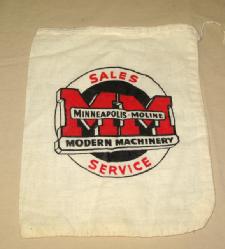 SALES
MM
MINNEAPOLIS-MOLINE
MODERN MACHINERY
SERVICE